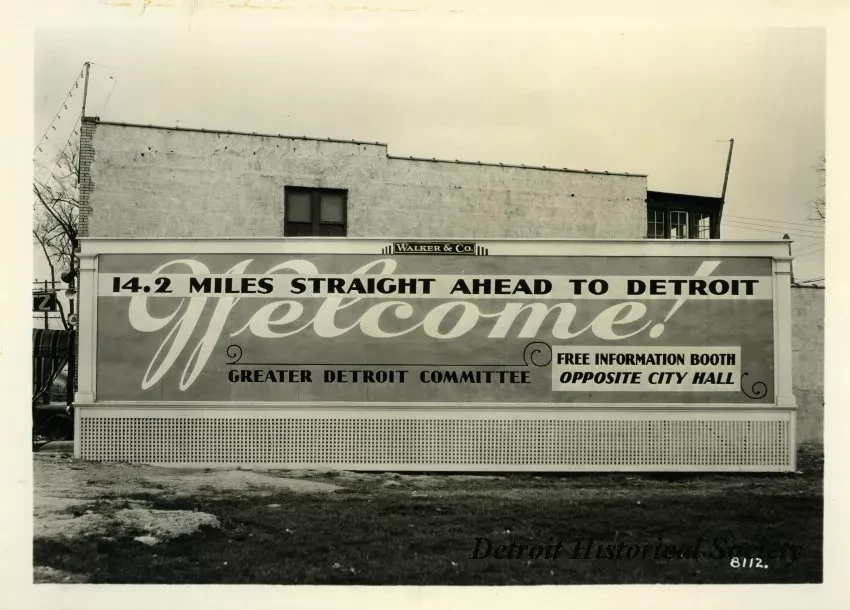 WALKER & CO.
14.2 MILES STRAIGHT AHEAD TO DETROIT
Welcome!
FREE INFORMATION BOOTH
GREATER DETROIT COMMITTEE
OPPOSITE CITY HALL
Z
Detroit Historical Society
8112.